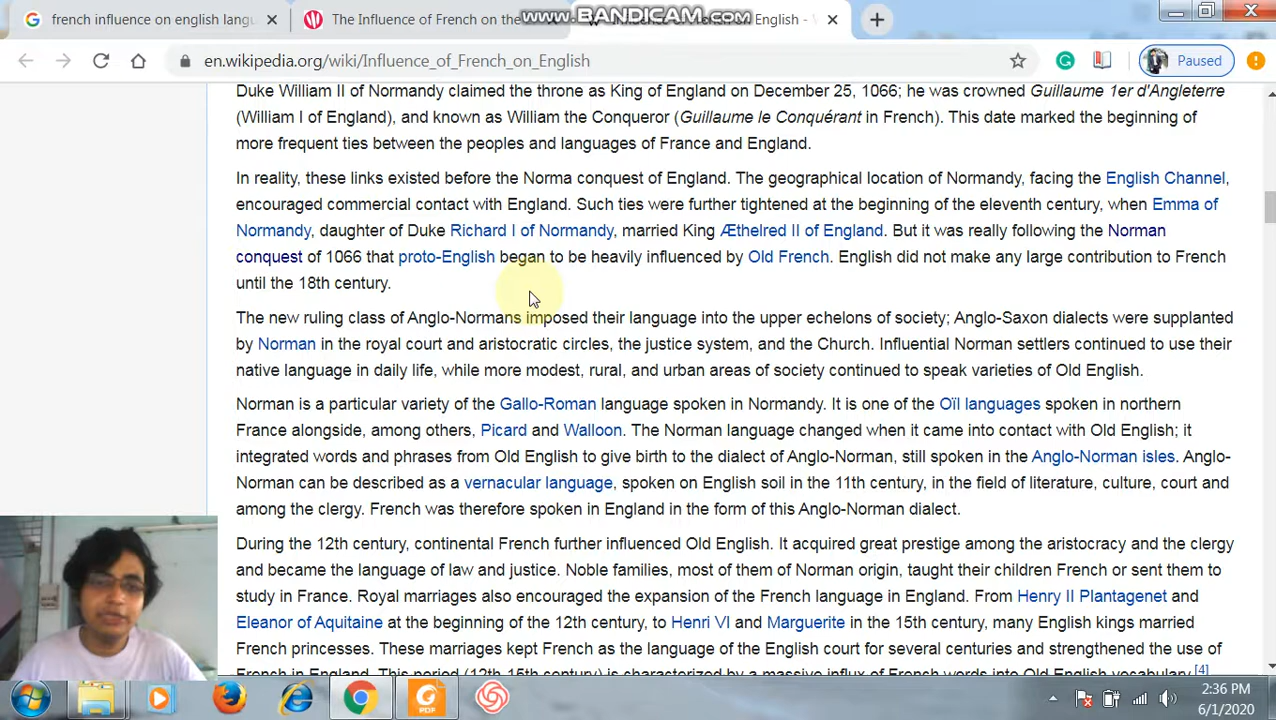 french influence on english lang
The Influence of French on the
English -
www.BANDICAM.com
en.wikipedia.org/wiki/Influence_of_French_on_English
Paused
Duke William II of Normandy claimed the throne as King of England on December 25, 1066; he was crowned Guillaume 1er d'Angleterre
(William I of England), and known as William the Conqueror (Guillaume le Conquérant in French). This date marked the beginning of
more frequent ties between the peoples and languages of France and England.
In reality, these links existed before the Norma conquest of England. The geographical location of Normandy, facing the English Channel,
encouraged commercial contact with England. Such ties were further tightened at the beginning of the eleventh century, when Emma of
Normandy, daughter of Duke Richard I of Normandy, married King Æthelred II of England. But it was really following the Norman
conquest of 1066 that proto-English began to be heavily influenced by Old French. English did not make any large contribution to French
until the 18th century.
The new ruling class of Anglo-Normans imposed their language into the upper echelons of society; Anglo-Saxon dialects were supplanted
by Norman in the royal court and aristocratic circles, the justice system, and the Church. Influential Norman settlers continued to use their
native language in daily life, while more modest, rural, and urban areas of society continued to speak varieties of Old English.
Norman is a particular variety of the Gallo-Roman language spoken in Normandy. It is one of the Oïl languages spoken in northern
France alongside, among others, Picard and Walloon. The Norman language changed when it came into contact with Old English; it
integrated words and phrases from Old English to give birth to the dialect of Anglo-Norman, still spoken in the Anglo-Norman isles. Anglo-
Norman can be described as a vernacular language, spoken on English soil in the 11th century, in the field of literature, culture, court and
among the clergy. French was therefore spoken in England in the form of this Anglo-Norman dialect.
During the 12th century, continental French further influenced Old English. It acquired great prestige among the aristocracy and the clergy
and became the language of law and justice. Noble families, most of them of Norman origin, taught their children French or sent them to
study in France. Royal marriages also encouraged the expansion of the French language in England. From Henry II Plantagenet and
Eleanor of Aquitaine at the beginning of the 12th century, to Henri VI and Marguerite in the 15th century, many English kings married
French princesses. These marriages kept French as the language of the English court for several centuries and strengthened the use of
French in England. This period (12th-15th century) is characterized by a massive influx of French words into Old English vocabulary.[4]
PDF
2:36 PM
6/1/2020